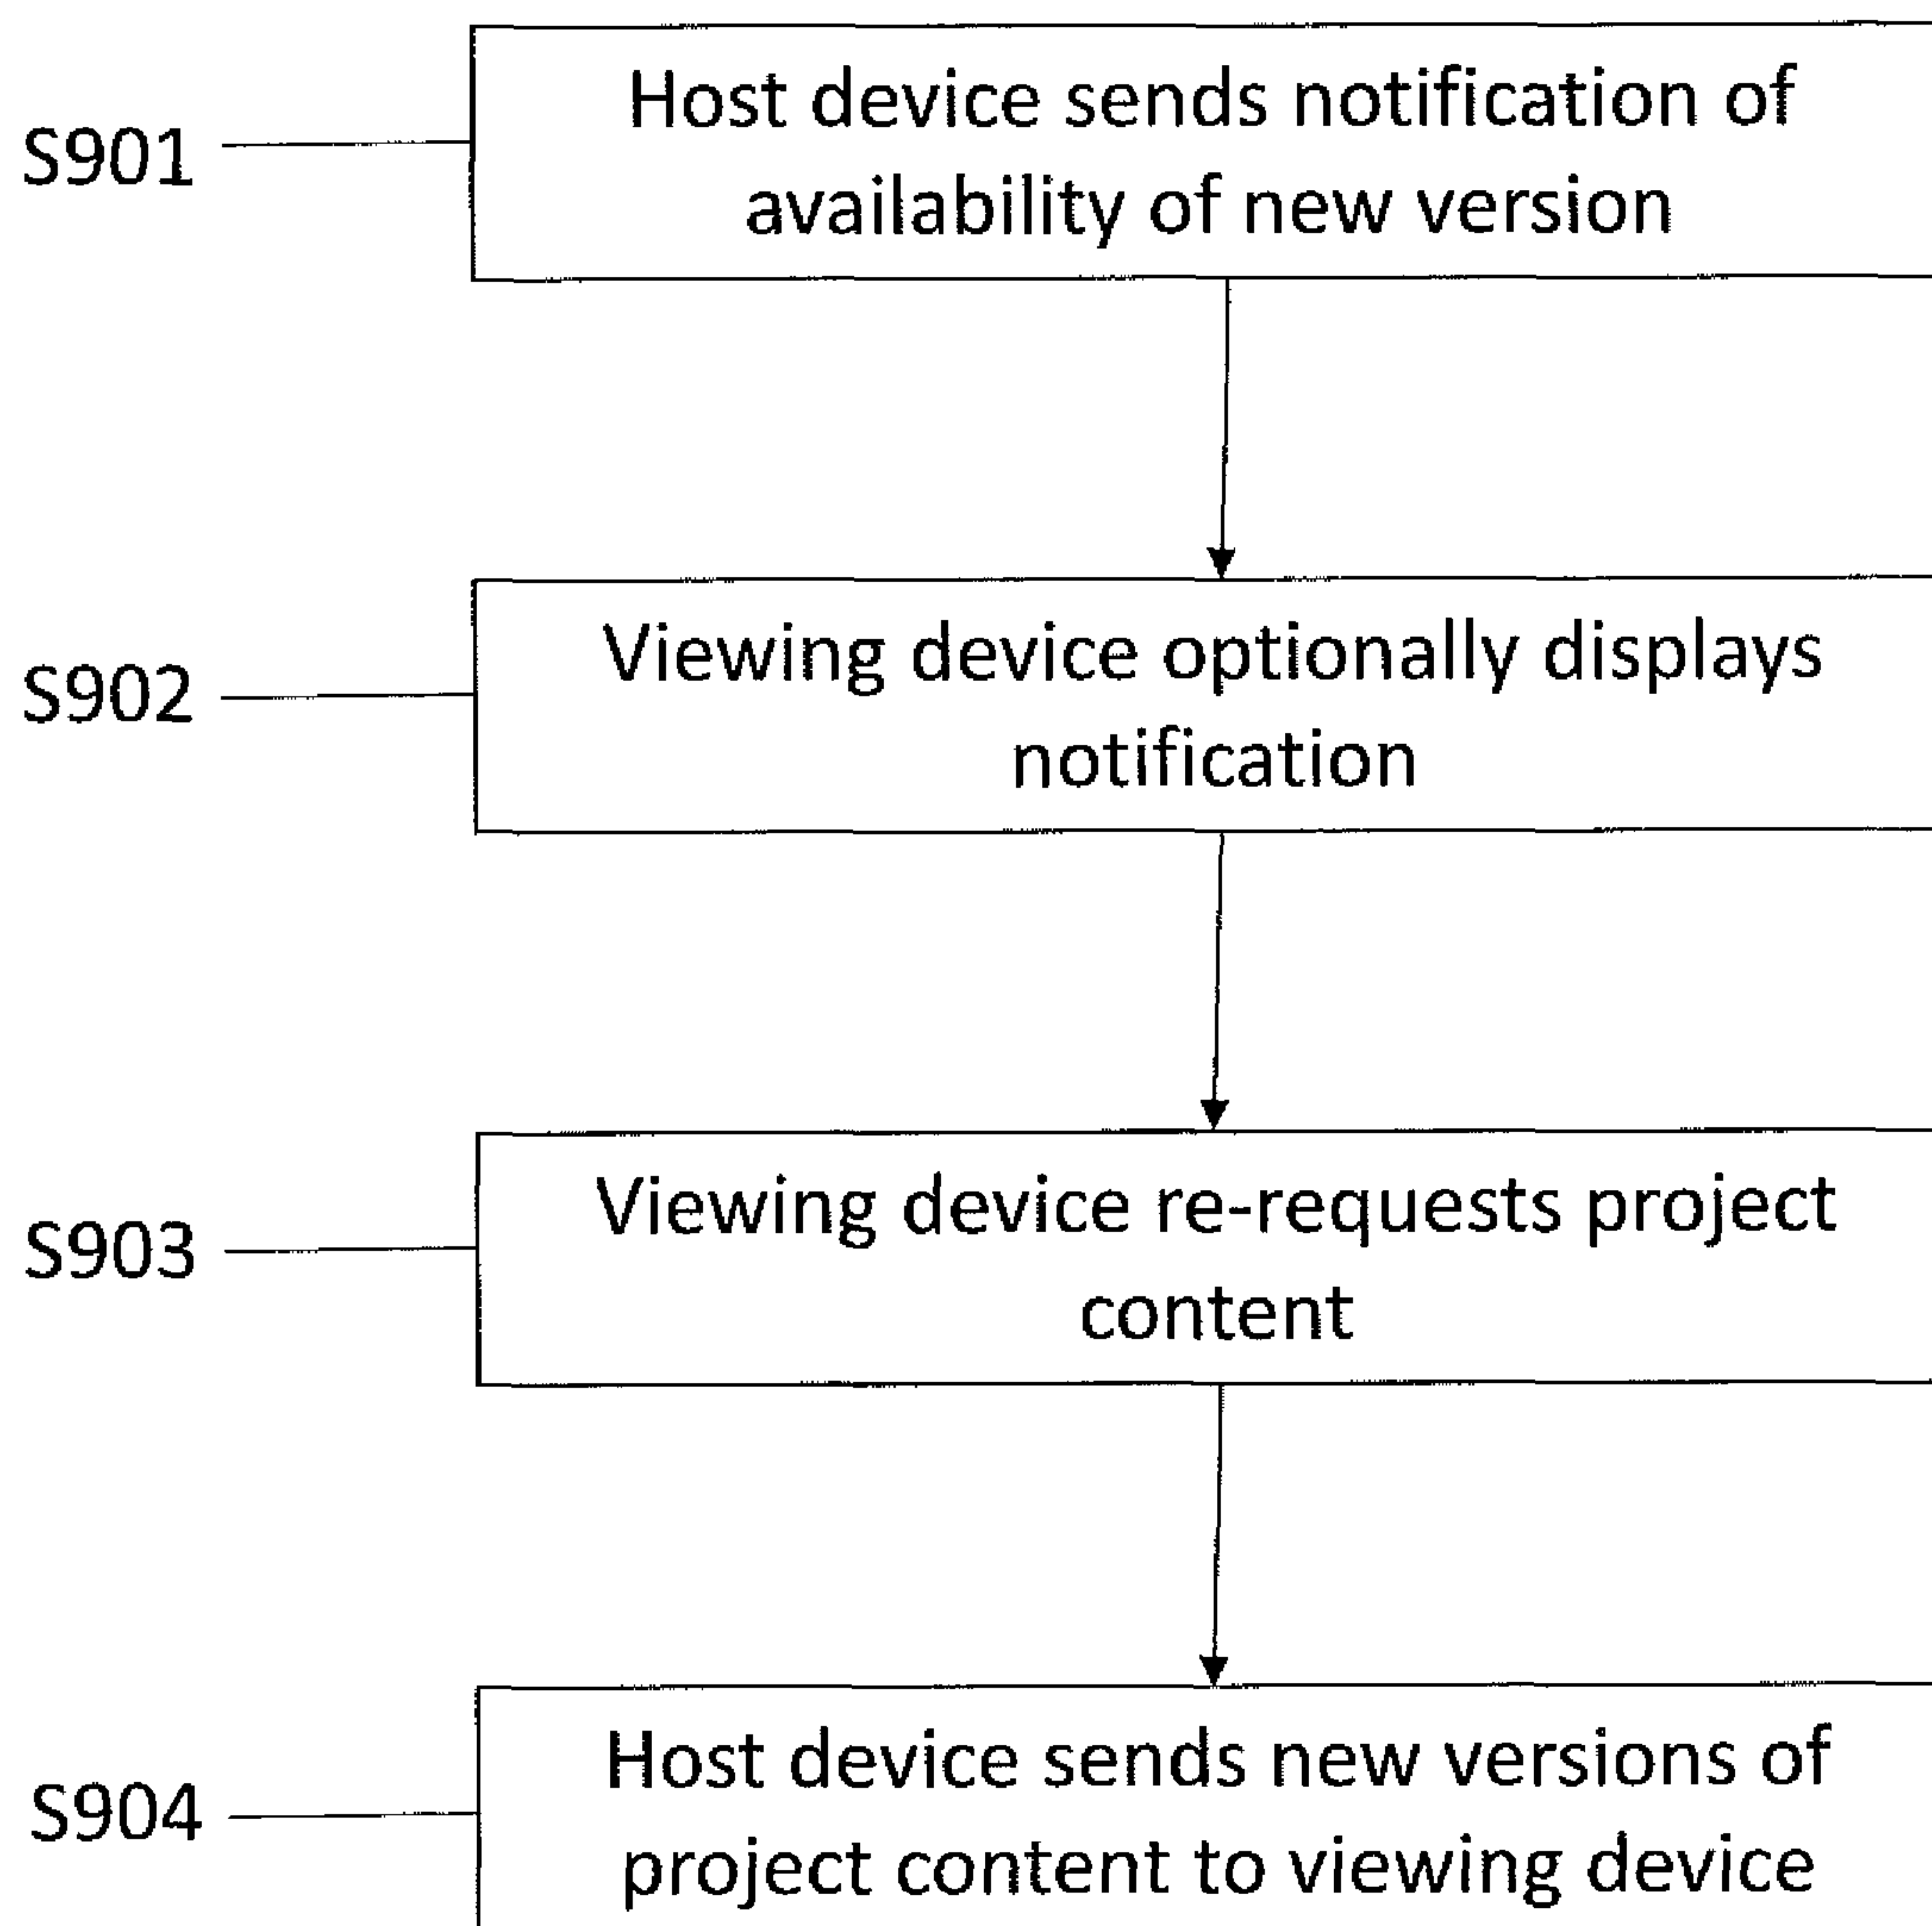 S901
Host device sends notification of
availability of new version
S902
Viewing device optionally displays
notification
S903
Viewing device re-requests project
content
S904
Host device sends new versions of
project content to viewing device